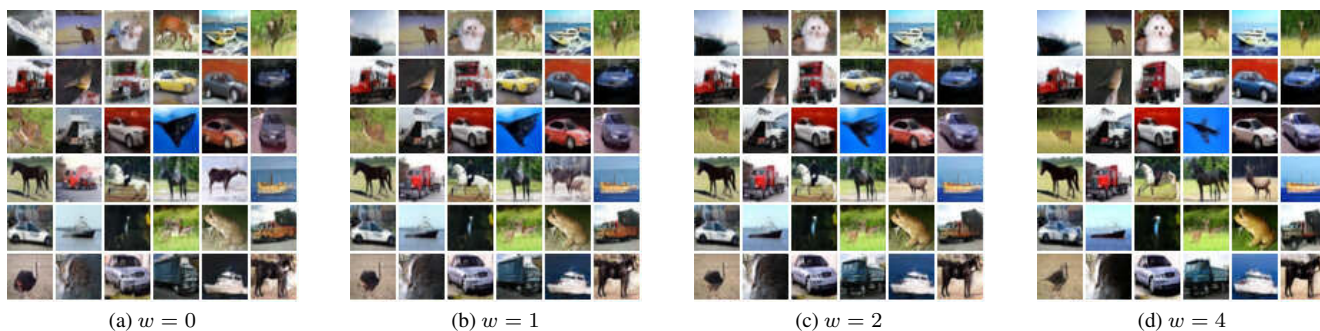 (a) w = 0
(b) w = 1
(c) w = 2
(d) w = 4